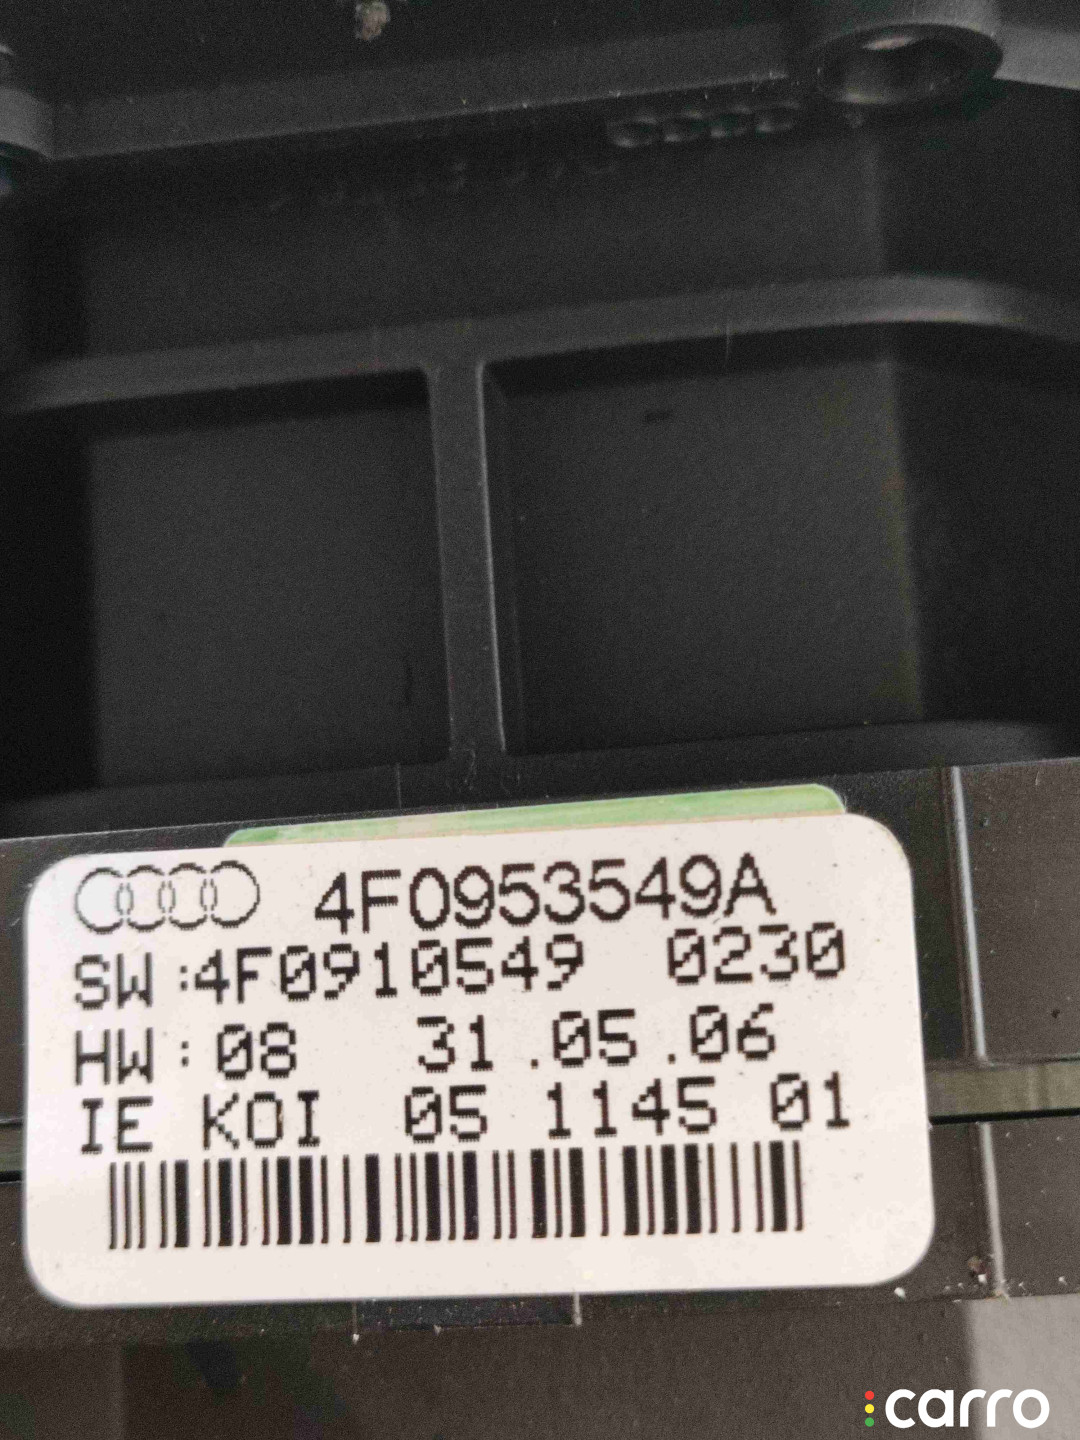 4F0953549A
SW :4F0910549 0230
HW : 08 31 .05 .06
IE KOI 05 1145 01
carro